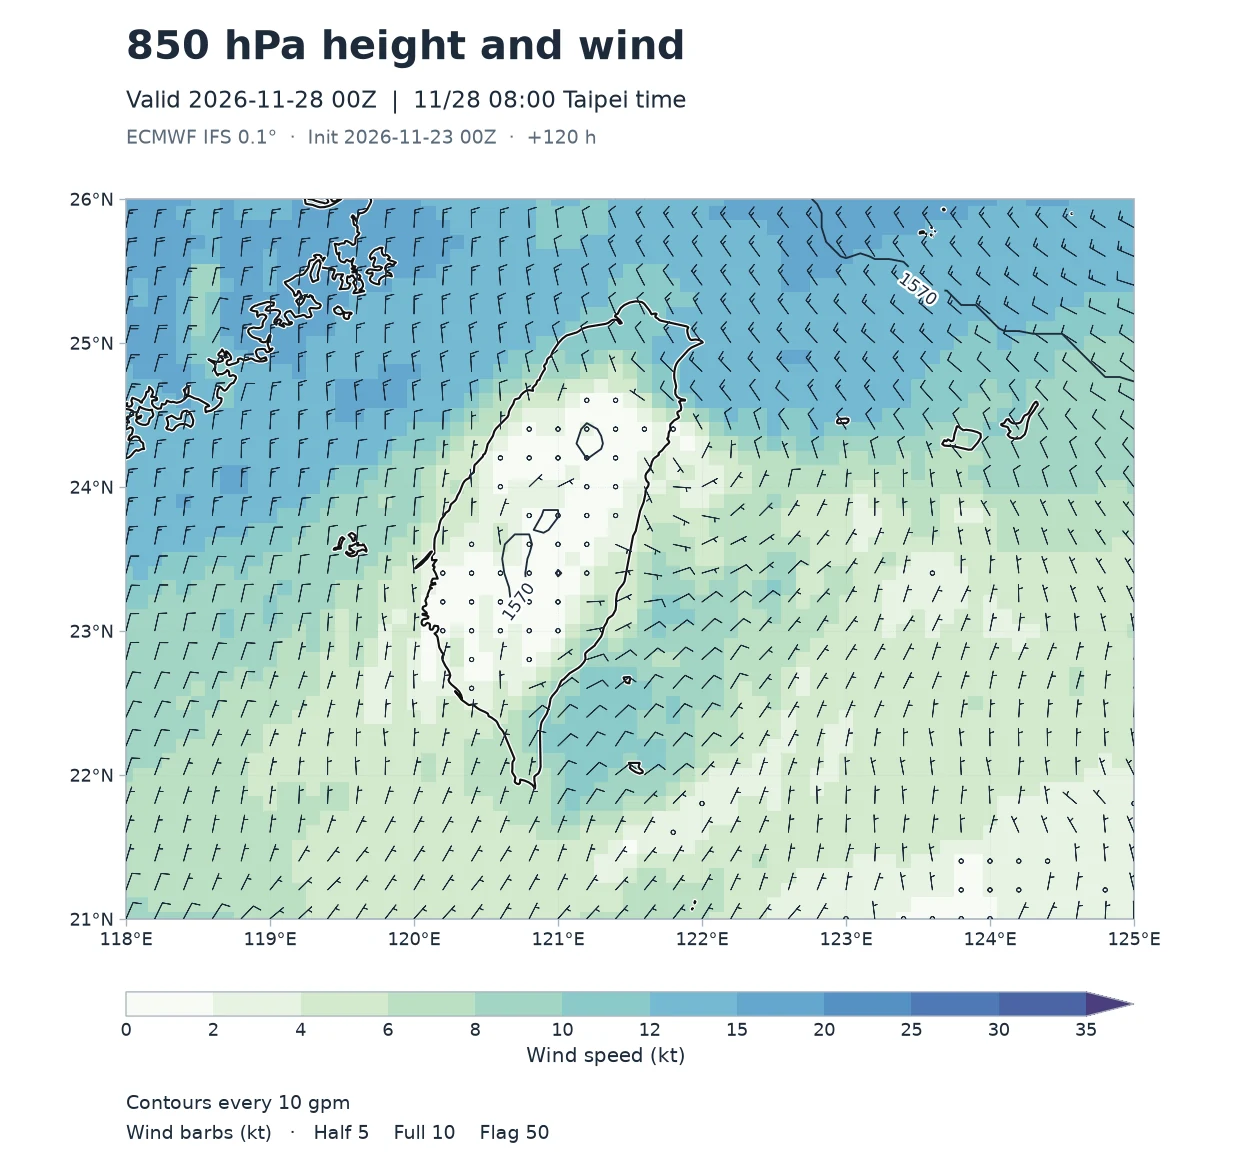 850 hPa height and wind
Valid 2026-11-28 00Z | 11/28 08:00 Taipei time
ECMWF IFS 0.1° · Init 2026-11-23 00Z · +120 h
26°N
1570
25°N
24°N
1570
23°N
22°N
21°N
118°E 119°E 120°E 121°E 122°E 123°E 124°E 125°E
0 2 4 6 8 10 12 15 20 25 30 35
Wind speed (kt)
Contours every 10 gpm
Wind barbs (kt) · Half 5 Full 10 Flag 50